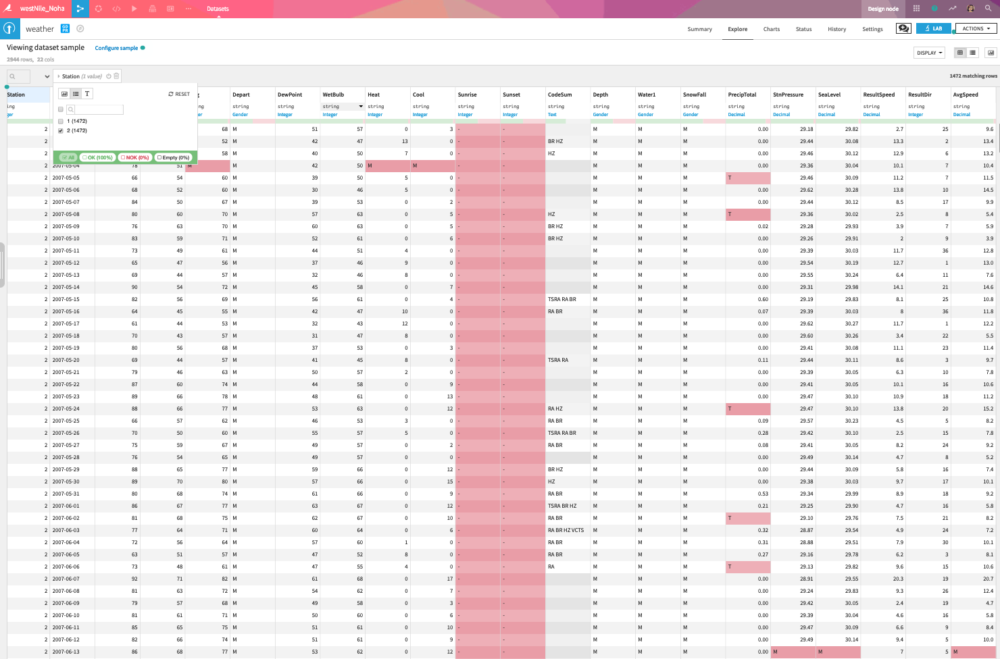 westNile_Noha Datasets Design node
weather GDPR Summary Explore Charts Status History Settings LAB ACTIONS
Viewing dataset sample Configure sample DISPLAY
2944 rows, 22 cols
Station (1 value) 1472 matching rows
RESET
Station g Depart DewPoint WetBulb Heat Cool Sunrise Sunset CodeSum Depth Water1 SnowFall PrecipTotal StnPressure SeaLevel ResultSpeed ResultDir AvgSpeed
ing string string string string string string string string string string string string string string string string string
ger Gender Integer Integer Integer Integer Integer Integer Text Gender Gender Gender Decimal Decimal Decimal Decimal Integer Decimal
1 (1472)
2 (1472)
All OK (100%) NOK (0%) Empty (0%)
2 68 M 51 57 0 3 - - M M M 0.00 29.18 29.82 2.7 25 9.6
2 52 M 42 47 13 0 - - BR HZ M M M 0.00 29.44 30.08 13.3 2 13.4
2 58 M 40 50 7 0 - - HZ M M M 0.00 29.46 30.12 12.9 6 13.2
2 2007-05-04 78 51 M M 42 50 M M - - M M M 0.00 29.36 30.04 10.1 7 10.4
2 2007-05-05 66 54 60 M 39 50 5 0 - - M M M T 29.46 30.09 11.2 7 11.5
2 2007-05-06 68 52 60 M 30 46 5 0 - - M M M 0.00 29.62 30.28 13.8 10 14.5
2 2007-05-07 84 50 67 M 39 53 0 2 - - M M M 0.00 29.44 30.12 8.5 17 9.9
2 2007-05-08 80 60 70 M 57 63 0 5 - - HZ M M M T 29.36 30.02 2.5 8 5.4
2 2007-05-09 76 63 70 M 60 63 0 5 - - BR HZ M M M 0.02 29.28 29.93 3.9 7 5.9
2 2007-05-10 83 59 71 M 52 61 0 6 - - BR HZ M M M 0.00 29.26 29.91 2 9 3.9
2 2007-05-11 73 49 61 M 44 51 4 0 - - M M M 0.00 29.39 30.03 11.7 36 12.8
2 2007-05-12 65 47 56 M 37 46 9 0 - - M M M 0.00 29.54 30.19 12.7 1 13.0
2 2007-05-13 69 44 57 M 32 46 8 0 - - M M M 0.00 29.55 30.24 6.4 11 7.6
2 2007-05-14 90 54 72 M 45 58 0 7 - - M M M 0.00 29.31 29.98 14.1 21 14.6
2 2007-05-15 82 56 69 M 56 61 0 4 - - TSRA RA BR M M M 0.60 29.19 29.83 8.1 25 10.8
2 2007-05-16 64 45 55 M 42 47 10 0 - - RA BR M M M 0.07 29.39 30.03 8 36 11.8
2 2007-05-17 61 44 53 M 32 43 12 0 - - M M M 0.00 29.62 30.27 11.7 1 12.2
2 2007-05-18 70 43 57 M 31 47 8 0 - - M M M 0.00 29.60 30.26 3.4 22 5.5
2 2007-05-19 80 56 68 M 37 53 0 3 - - M M M 0.00 29.41 30.08 11.1 23 11.4
2 2007-05-20 69 44 57 M 41 45 8 0 - - TSRA RA M M M 0.11 29.44 30.11 8.6 3 9.7
2 2007-05-21 79 46 63 M 50 57 2 0 - - M M M 0.00 29.39 30.05 6.3 10 7.8
2 2007-05-22 87 60 74 M 44 58 0 9 - - M M M 0.00 29.41 30.05 10.1 16 10.6
2 2007-05-23 89 66 78 M 48 61 0 13 - - M M M 0.00 29.47 30.10 10.9 18 11.2
2 2007-05-24 88 66 77 M 53 63 0 12 - - RA HZ M M M T 29.47 30.10 13.8 20 15.2
2 2007-05-25 66 57 62 M 46 53 3 0 - - RA BR M M M 0.09 29.57 30.23 4.5 5 8.2
2 2007-05-26 70 50 60 M 55 57 5 0 - - TSRA RA BR M M M 0.28 29.42 30.10 2.5 15 7.8
2 2007-05-27 75 59 67 M 49 57 0 2 - - RA BR M M M 0.08 29.41 30.05 8.2 24 9.2
2 2007-05-28 76 54 65 M 49 57 0 0 - - M M M 0.00 29.49 30.14 4.7 8 5.2
2 2007-05-29 88 65 77 M 59 66 0 12 - - BR HZ M M M 0.00 29.44 30.09 5.8 16 7.4
2 2007-05-30 89 70 80 M 57 66 0 15 - - HZ M M M 0.00 29.38 30.03 9.7 17 10.1
2 2007-05-31 80 68 74 M 61 66 0 9 - - RA BR M M M 0.53 29.34 29.99 8.9 18 9.2
2 2007-06-01 86 67 77 M 63 67 0 12 - - TSRA BR HZ M M M 0.21 29.25 29.90 4.7 16 5.8
2 2007-06-02 81 68 75 M 62 67 0 10 - - RA BR M M M T 29.10 29.76 7.5 21 8.2
2 2007-06-03 77 64 71 M 60 64 0 6 - - RA BR HZ VCTS M M M 0.32 28.87 29.54 4.9 24 7.2
2 2007-06-04 72 56 64 M 57 60 1 0 - - RA BR M M M 0.31 28.88 29.51 7.9 30 10.1
2 2007-06-05 63 51 57 M 47 52 8 0 - - RA BR M M M 0.27 29.16 29.78 6.2 3 8.1
2 2007-06-06 73 48 61 M 47 55 4 0 - - RA M M M T 29.13 29.82 9.6 15 10.6
2 2007-06-07 92 71 82 M 61 68 0 17 - - M M M 0.00 28.91 29.55 20.3 19 20.7
2 2007-06-08 81 63 72 M 54 62 0 7 - - M M M 0.00 29.24 29.83 9.3 26 12.4
2 2007-06-09 79 57 68 M 49 58 0 3 - - M M M 0.00 29.42 30.05 2.4 19 4.7
2 2007-06-10 81 61 71 M 50 60 0 6 - - M M M 0.00 29.39 30.04 4.6 16 5.8
2 2007-06-11 85 65 75 M 51 61 0 10 - - M M M 0.00 29.47 30.09 6.6 9 8.4
2 2007-06-12 82 66 74 M 51 61 0 9 - - M M M 0.00 29.49 30.14 9.4 5 10.0
2 2007-06-13 86 68 77 M 53 62 0 12 - - M M M 0.00 M M 7 5 M